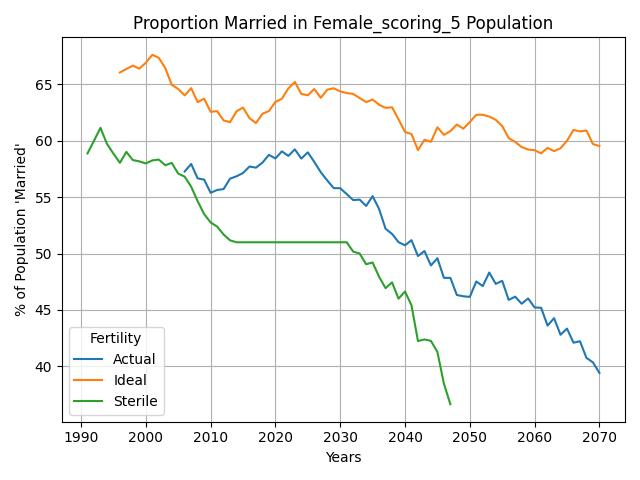 Proportion Married in Female_scoring_5 Population
% of Population 'Married'
65
60
55
50
45
40
Fertility
Actual
Ideal
Sterile
1990 2000 2010 2020 2030 2040 2050 2060 2070
Years